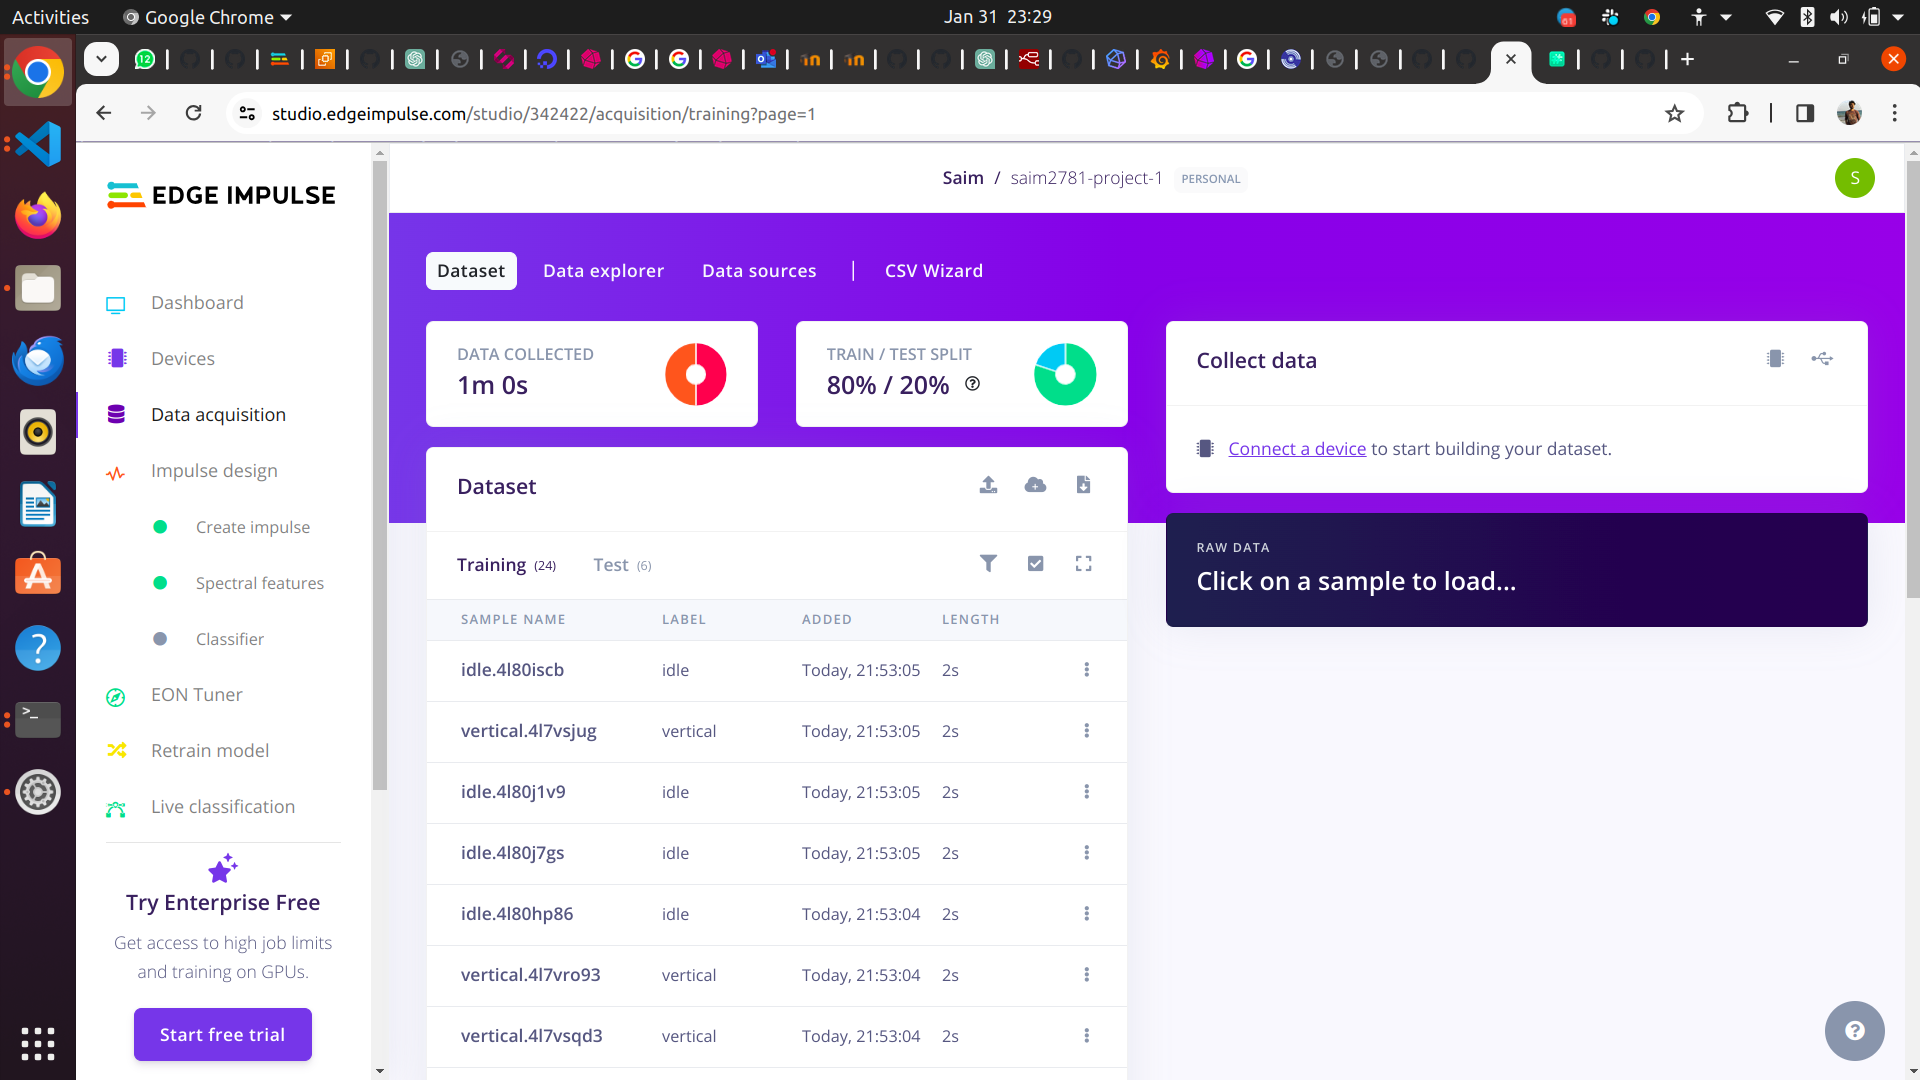 Activities
Google Chrome
Jan 31 23:29
12
studio.edgeimpulse.com/studio/342422/acquisition/training?page=1
EDGE IMPULSE
Saim / saim2781-project-1 PERSONAL
S
Dashboard
Devices
Data acquisition
Impulse design
Create impulse
Spectral features
Classifier
EON Tuner
Retrain model
Live classification
Try Enterprise Free
Get access to high job limits
and training on GPUs.
Start free trial
Dataset
Data explorer
Data sources
CSV Wizard
DATA COLLECTED
1m 0s
TRAIN / TEST SPLIT
80% / 20%
Dataset
Training (24)
Test (6)
SAMPLE NAME LABEL ADDED LENGTH
idle.4l80iscb idle Today, 21:53:05 2s
vertical.4l7vsjug vertical Today, 21:53:05 2s
idle.4l80j1v9 idle Today, 21:53:05 2s
idle.4l80j7gs idle Today, 21:53:05 2s
idle.4l80hp86 idle Today, 21:53:04 2s
vertical.4l7vro93 vertical Today, 21:53:04 2s
vertical.4l7vsqd3 vertical Today, 21:53:04 2s
Collect data
Connect a device to start building your dataset.
RAW DATA
Click on a sample to load...